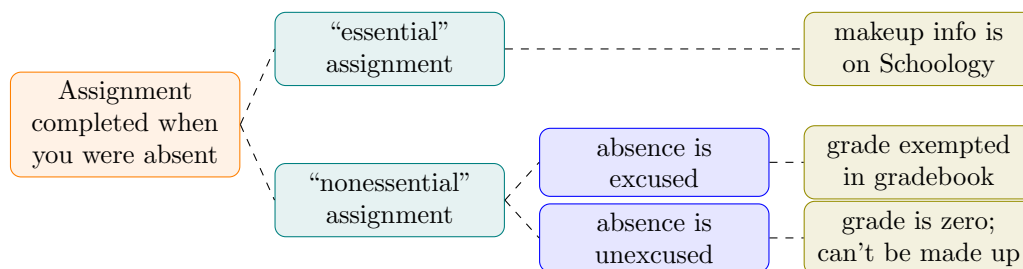 Assignment
completed when
you were absent
“essential”
assignment
makeup info is
on Schoology
“nonessential”
assignment
absence is
excused
grade exempted
in gradebook
absence is
unexcused
grade is zero;
can't be made up